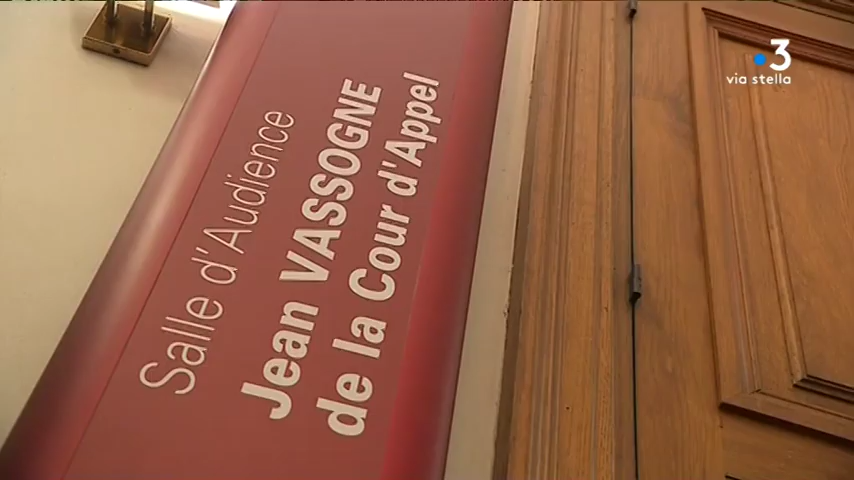 Salle d'Audience
Jean VASSOGNE
de la Cour d'Appel
3
via stella